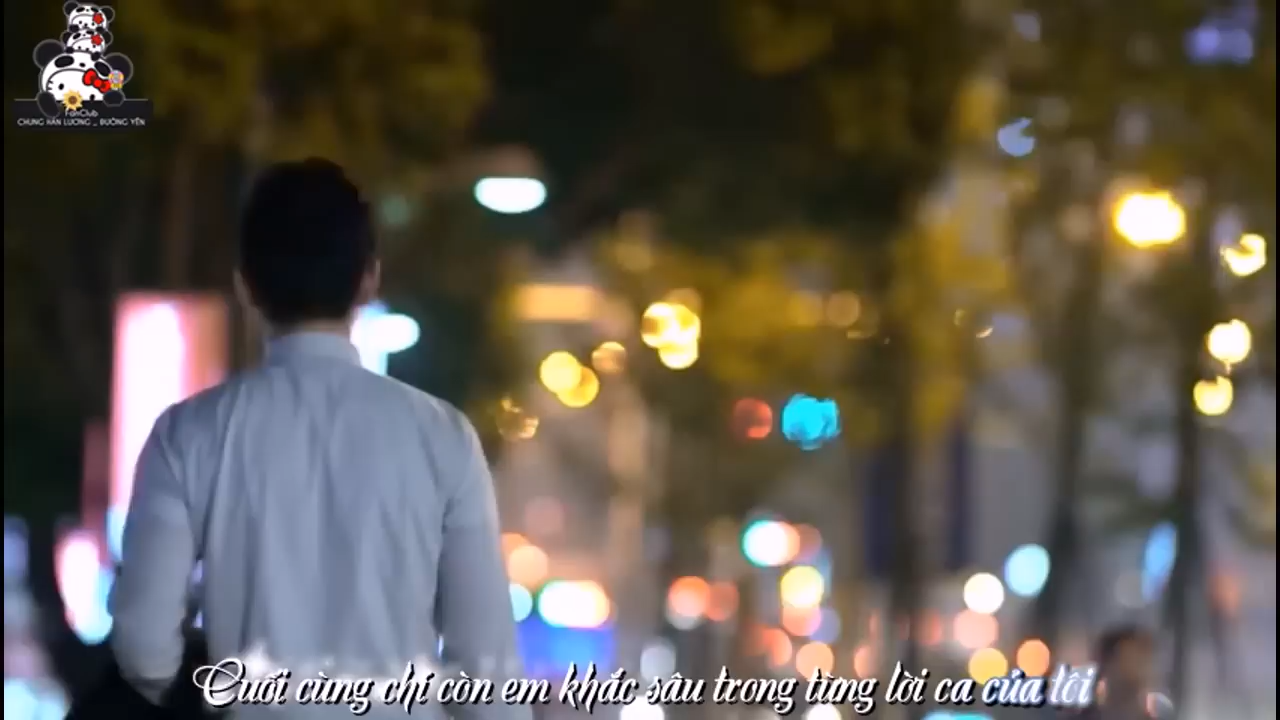 FanClub
CHUNG HÁN LƯƠNG _ ĐƯỜNG YÊN
Cuối cùng chỉ còn em khắc sâu trong từng lời ca của tôi